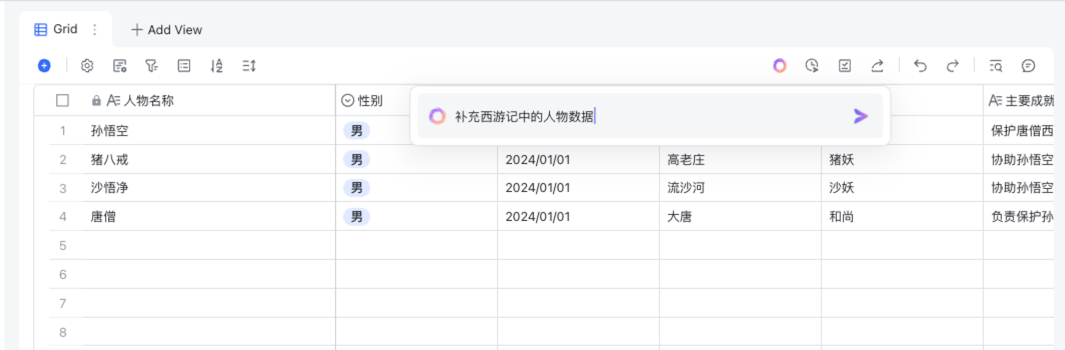 Grid
Add View
人物名称
性别
补充西游记中的人物数据
主要成就
1 孙悟空 男 保护唐僧西
2 猪八戒 男 2024/01/01 高老庄 猪妖 协助孙悟空
3 沙悟净 男 2024/01/01 流沙河 沙妖 协助孙悟空
4 唐僧 男 2024/01/01 大唐 和尚 负责保护孙
5
6
7
8